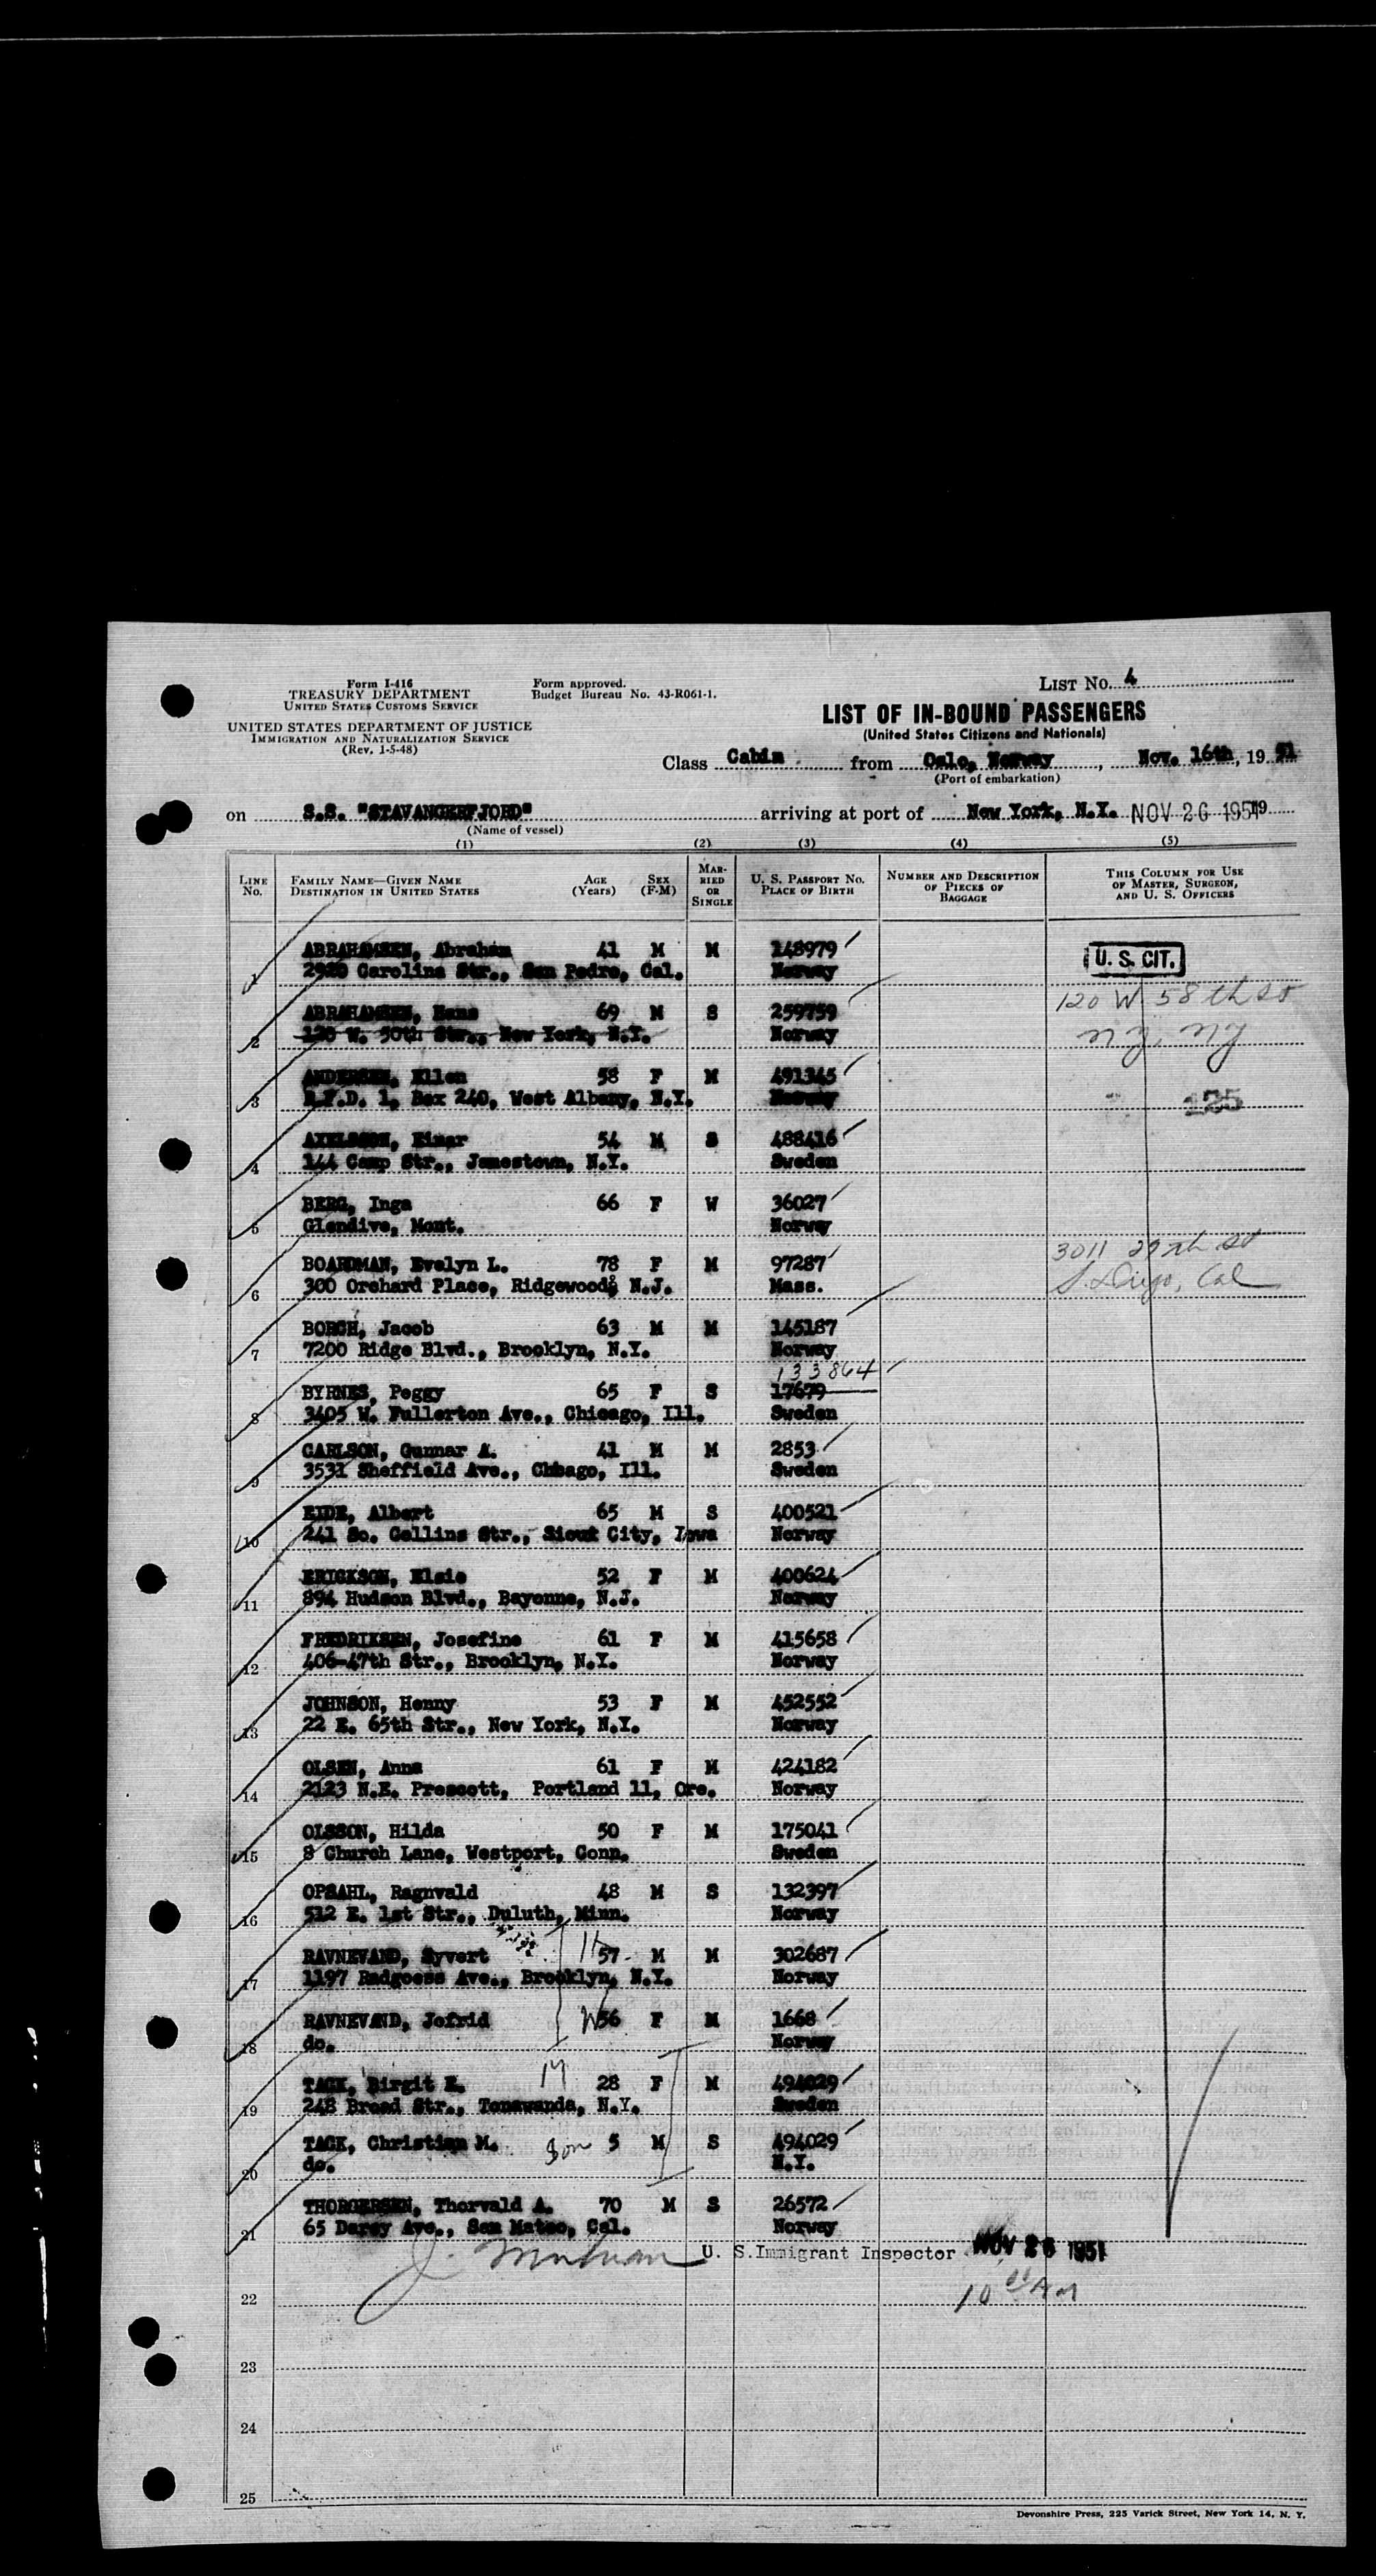 Form I-416
TREASURY DEPARTMENT
UNITED STATES CUSTOMS SERVICE
UNITED STATES DEPARTMENT OF JUSTICE
IMMIGRATION AND NATURALIZATION SERVICE
(Rev. 1-5-48)
Form approved.
Budget Bureau No. 43-R061-1.
LIST No. 4
LIST OF IN-BOUND PASSENGERS
(United States Citizens and Nationals)
Class Cabin from Oslo, Norway, Nov. 16th, 19 51
(Port of embarkation)
on S.S. "STAVANGERFJORD" arriving at port of New York, N.Y. NOV 26 1951 19
(Name of vessel)
(1) (2) (3) (4) (5)
LINE No. FAMILY NAME—GIVEN NAME DESTINATION IN UNITED STATES AGE (Years) SEX (F-M) MARRIED OR SINGLE U. S. PASSPORT No. PLACE OF BIRTH NUMBER AND DESCRIPTION OF PIECES OF BAGGAGE THIS COLUMN FOR USE OF MASTER, SURGEON, AND U. S. OFFICERS
1 ABRAHAMSEN, Abraham 41 M M 148979 U. S. CIT.
2920 Carolina Str., San Pedro, Cal. Norway
120 W 58th St
2 ABRAHAMSEN, Hans 69 M S 259759
120 W. 50th Str., New York, N.Y. Norway N.Y. N.Y
3 ANDERSEN, Ellen 58 F M 491345
R.F.D. 1, Box 240, West Albany, N.Y. Norway 125
4 AXELSSON, Einar 54 M S 488416
144 Camp Str., Jamestown, N.Y. Sweden
5 BERG, Inga 66 F W 36027
Glendive, Mont. Norwy
3011 29th St
6 BOARDMAN, Evelyn L. 78 F M 97287
300 Orchard Place, Ridgewood, N.J. Mass. S. Diego, Cal
7 BORCH, Jacob 63 M M 145187
7200 Ridge Blvd., Brooklyn, N.Y. Norway
133864
8 BYRNES, Peggy 65 F S 17679
3405 W. Fullerton Ave., Chicago, Ill. Sweden
9 CARLSON, Gunnar A. 41 M M 2853
3531 Sheffield Ave., Chbago, Ill. Sweden
10 EIDE, Albert 65 M S 400521
241 So. Collins Str., Sioux City, Iowa Norway
11 ERICKSON, Elsie 52 F M 400624
894 Hudson Blvd., Bayonne, N.J. Norway
12 FREDRIKSEN, Josefine 61 F M 415658
406-47th Str., Brooklyn, N.Y. Norway
13 JOHNSON, Henny 53 F M 452552
22 E. 65th Str., New York, N.Y. Norway
14 OLSEN, Anna 61 F M 424182
2123 N.E. Prescott, Portland 11, Ore. Norway
15 OLSSON, Hilda 50 F M 175041
8 Church Lane, Westport, Conn. Sweden
16 OPSAHL, Ragnvald 48 M S 132397
512 E. 1st Str., Duluth, Minn. Norway
17 RAVNEVAND, Syvert H 57 M M 302687
1197 Radgoess Ave., Brooklyn, N.Y. Norway
18 RAVNEVAND, Jofrid W 56 F M 1668
do. Norway
19 TACK, Birgit E. M 28 F M 494029
248 Broad Str., Tonawanda, N.Y. Sweden
20 TACK, Christian M. Son 5 M S 494029
do. N.Y.
21 THORGERSEN, Thorvald A. 70 M S 26572
65 Darcy Ave., San Mateo, Cal. Norway
U. S. Immigrant Inspector NOV 26 1951
22 AM
23
24
25
Devonshire Press, 225 Varick Street, New York 14, N. Y.